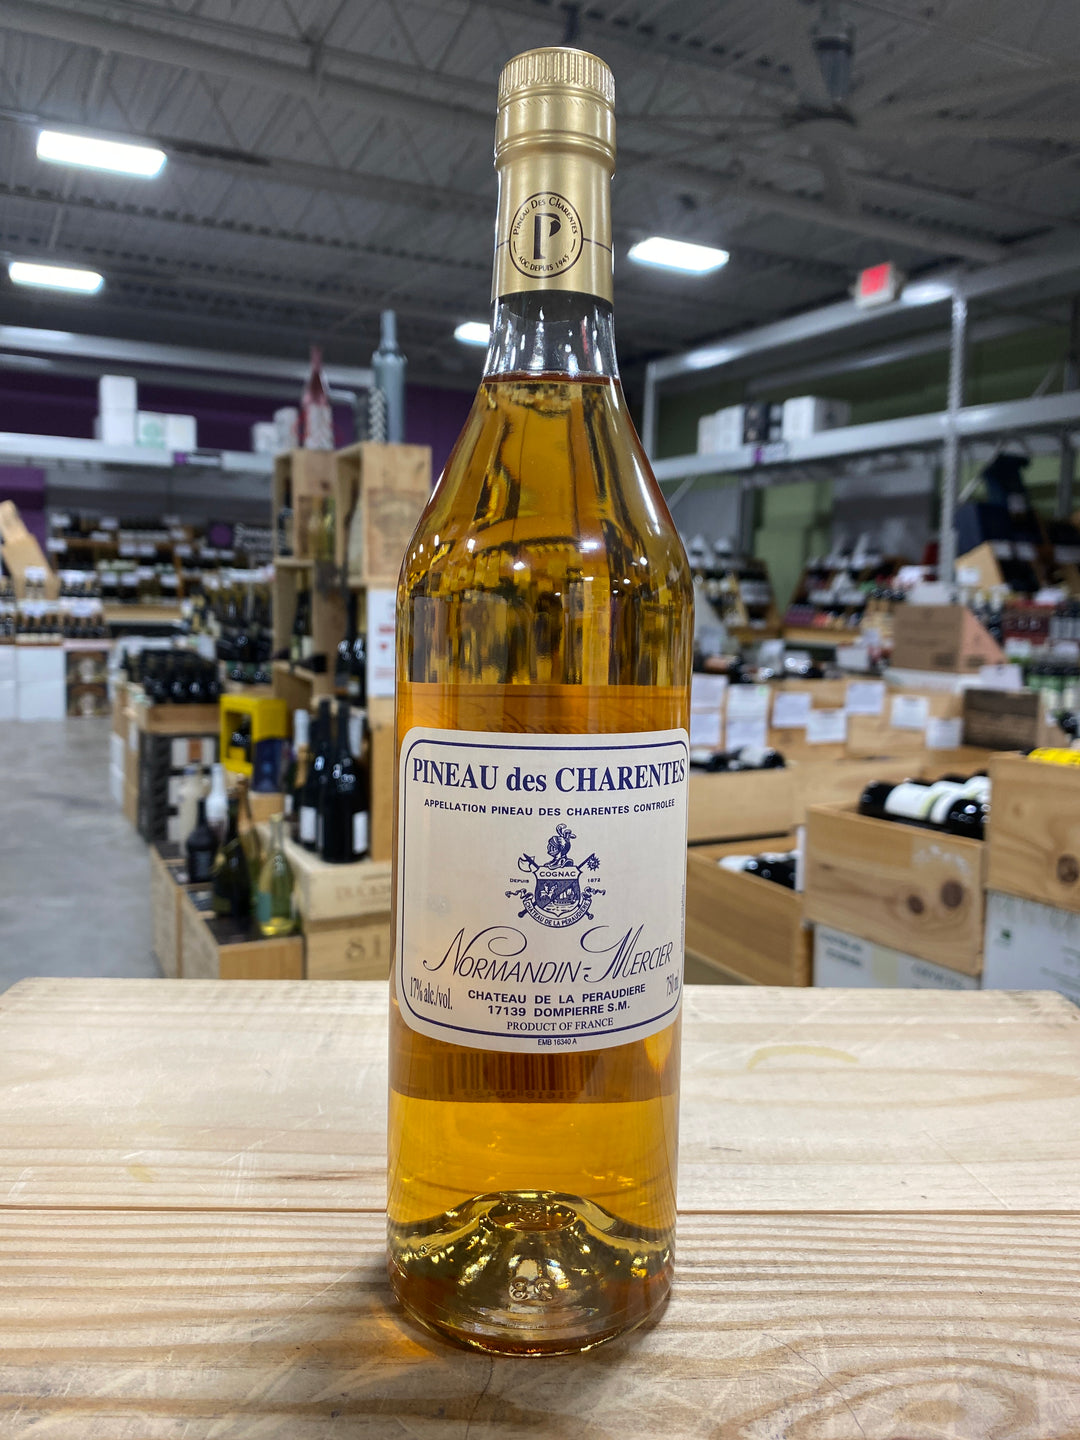 PINEAU DES CHARENTES
P
AOC DEPUIS 1945
PINEAU des CHARENTES
APPELLATION PINEAU DES CHARENTES CONTROLEE
COGNAC
DEPUIS 1872
CHATEAU DE LA PERAUDIERE
NORMANDIN-MERCIER
17% alc./vol. 750 ml
CHATEAU DE LA PERAUDIERE
17139 DOMPIERRE S.M.
PRODUCT OF FRANCE
EMB 16340 A